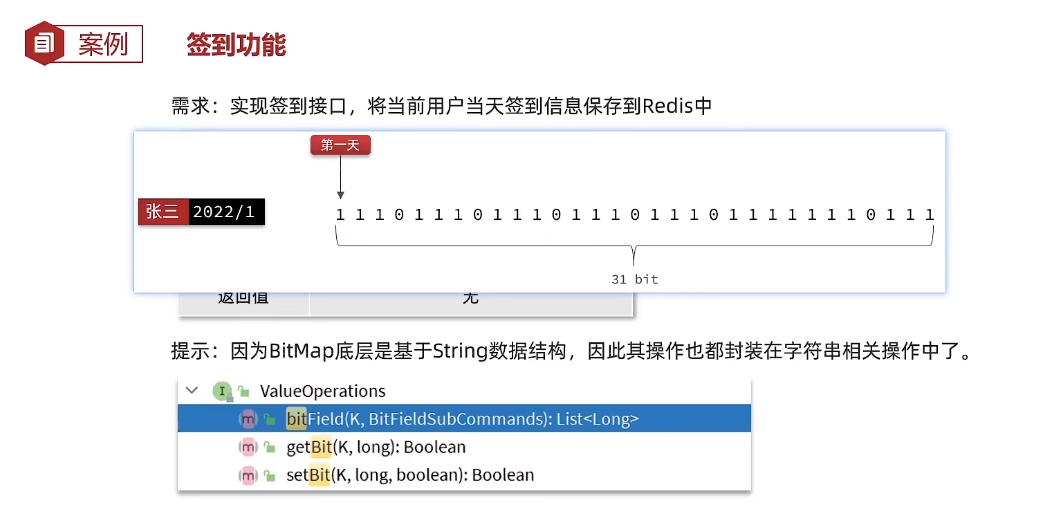 案例
签到功能
需求：实现签到接口，将当前用户当天签到信息保存到Redis中
第一天
张三 2022/1
1 1 1 0 1 1 1 0 1 1 1 0 1 1 1 0 1 1 1 0 1 1 1 1 1 1 1 0 1 1 1
31 bit
返回值 无
提示：因为BitMap底层是基于String数据结构，因此其操作也都封装在字符串相关操作中了。
I ValueOperations
m bitField(K, BitFieldSubCommands): List<Long>
m getBit(K, long): Boolean
m setBit(K, long, boolean): Boolean